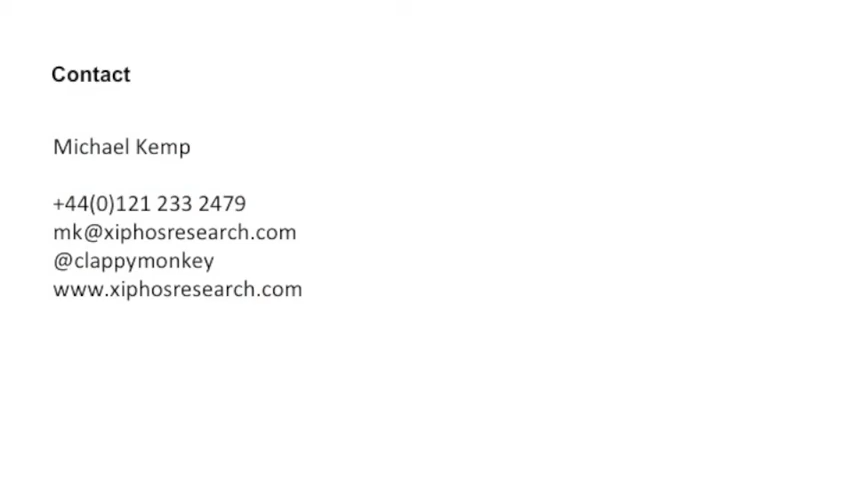 Contact
Michael Kemp
+44(0)121 233 2479
mk@xiphosresearch.com
@clappymonkey
www.xiphosresearch.com